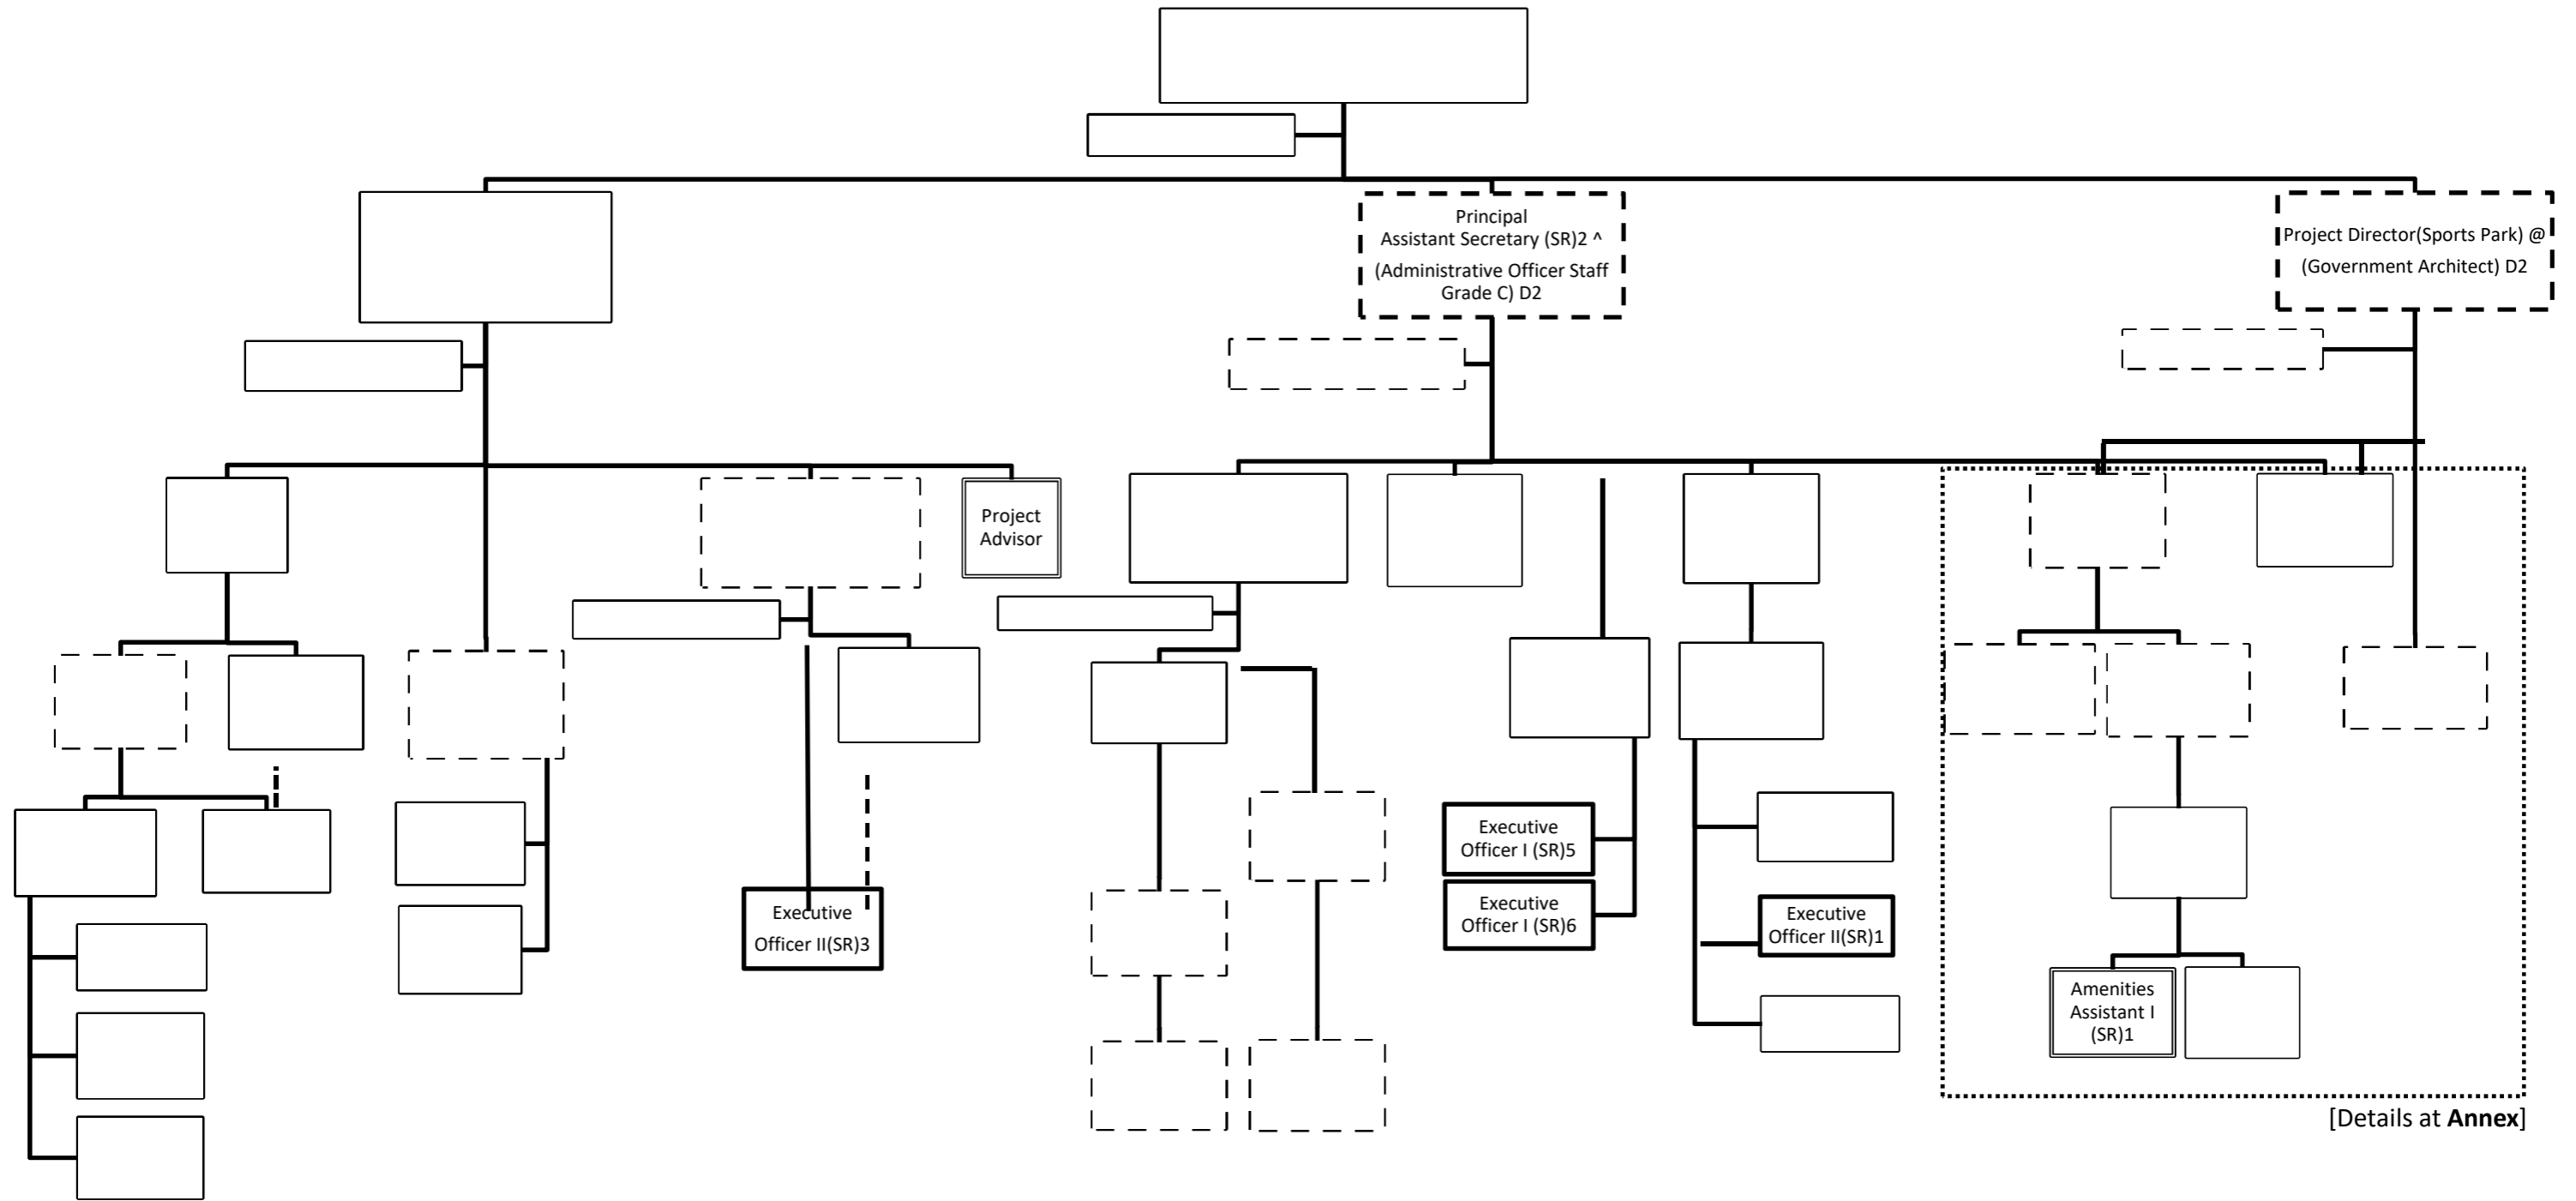 Principal
Assistant Secretary (SR)2 ^
(Administrative Officer Staff
Grade C) D2
Project Director(Sports Park) @
(Government Architect) D2
Project
Advisor
Executive
Officer I (SR)5
Executive
Officer I (SR)6
Executive
Officer II(SR)3
Executive
Officer II(SR)1
Amenities
Assistant I
(SR)1
[Details at Annex]